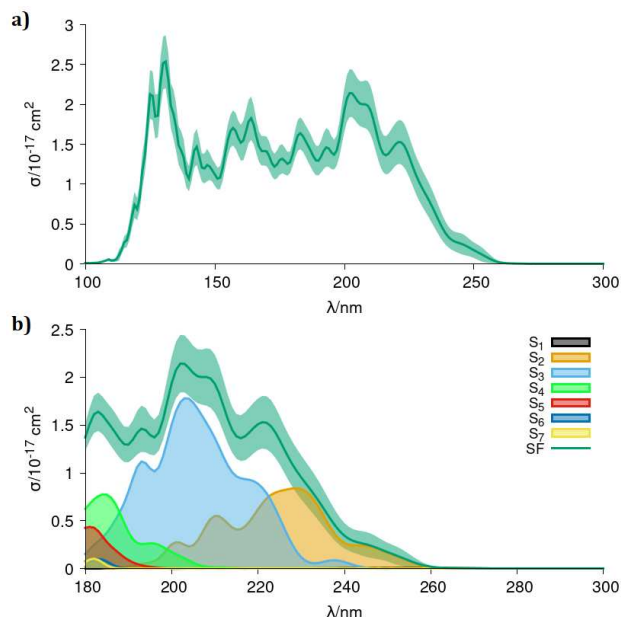 a)
3
2.5
2
1.5
1
0.5
0
σ/10⁻¹⁷ cm²
100 150 200 250 300
λ/nm
b)
2.5
2
1.5
1
0.5
0
σ/10⁻¹⁷ cm²
S₁
S₂
S₃
S₄
S₅
S₆
S₇
SF
180 200 220 240 260 280 300
λ/nm